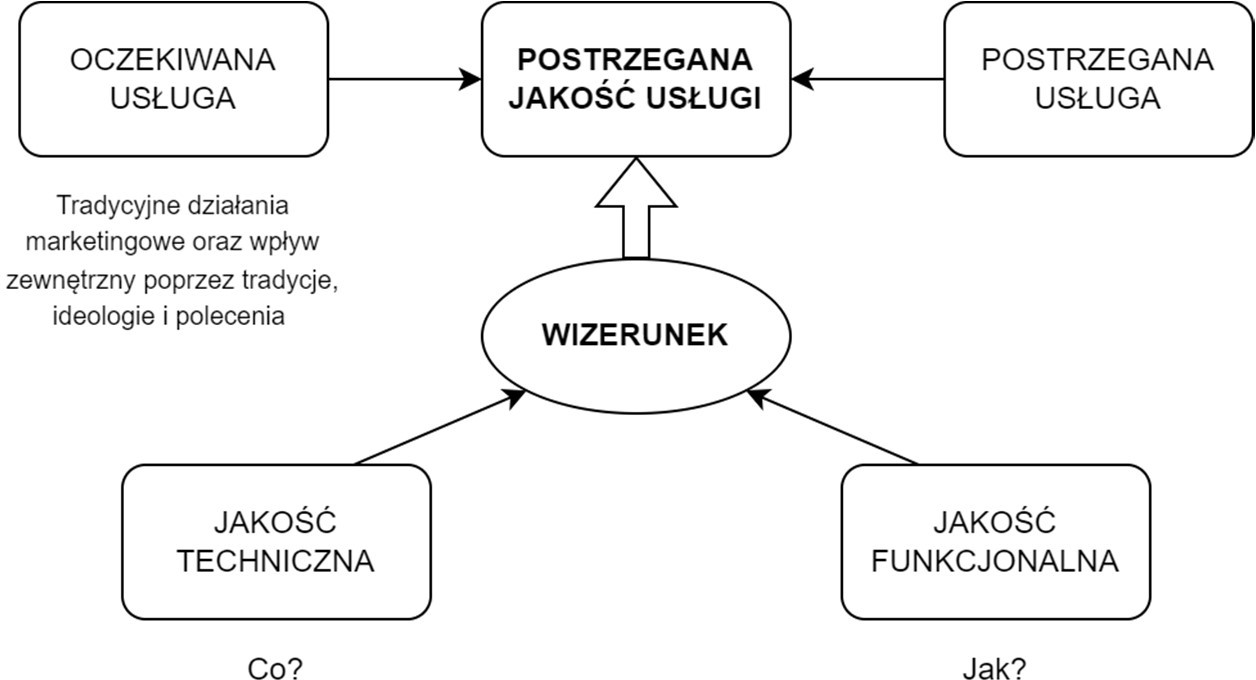 OCZEKIWANA
USŁUGA
POSTRZEGANA
JAKOŚĆ USŁUGI
POSTRZEGANA
USŁUGA
Tradycyjne działania
marketingowe oraz wpływ
zewnętrzny poprzez tradycje,
ideologie i polecenia
WIZERUNEK
JAKOŚĆ
TECHNICZNA
JAKOŚĆ
FUNKCJONALNA
Co?
Jak?